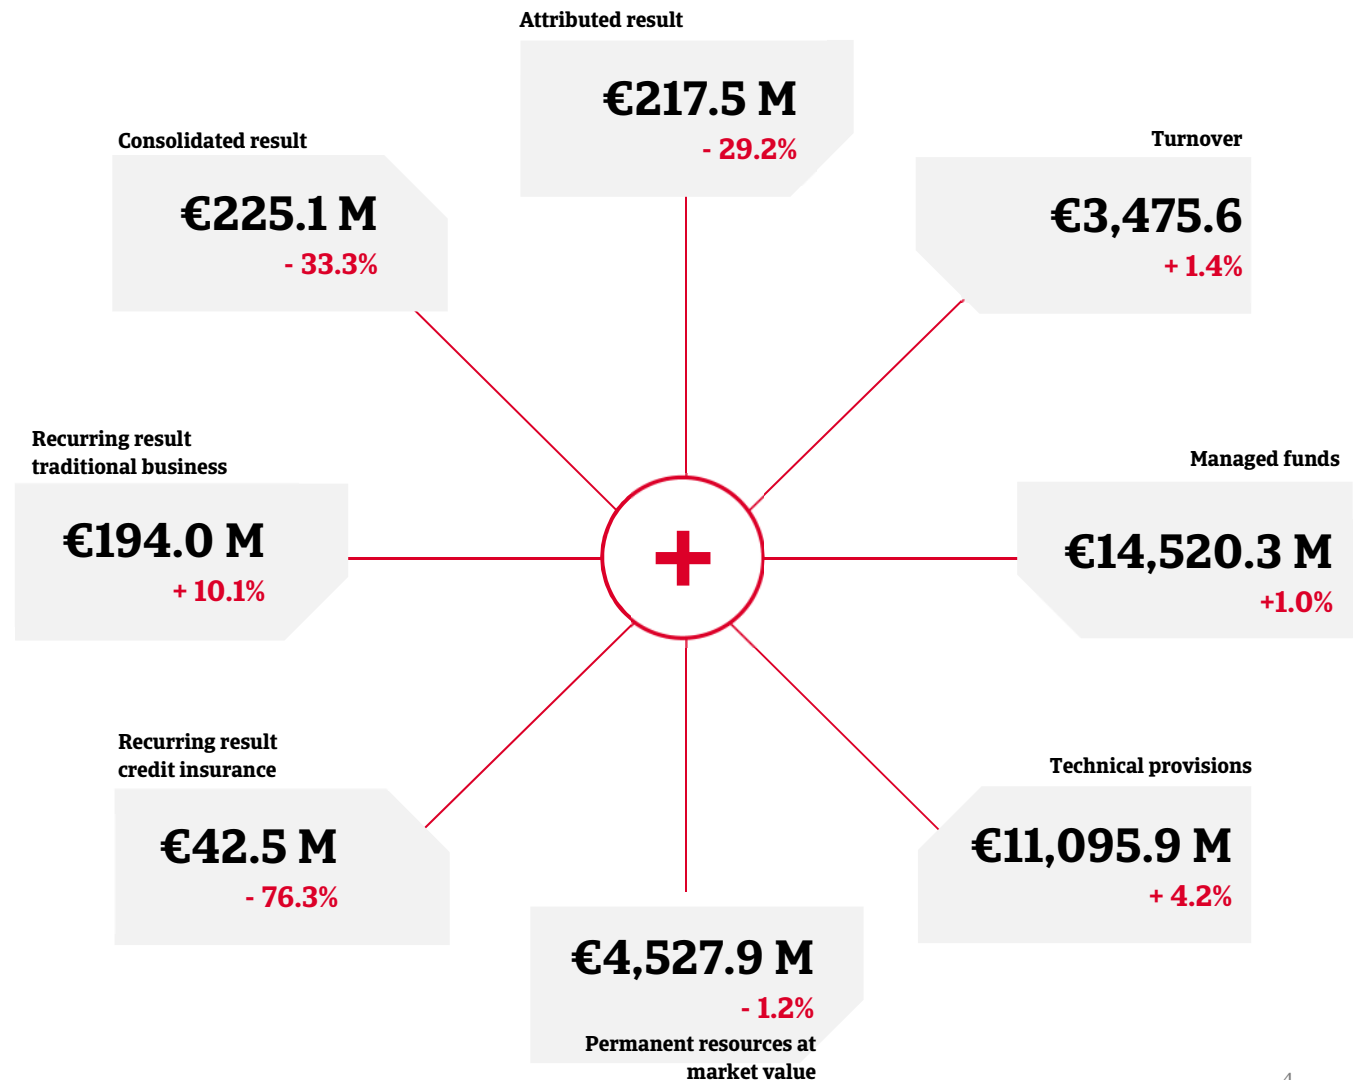 Attributed result
€217.5 M
- 29.2%
Consolidated result
€225.1 M
- 33.3%
Turnover
€3,475.6
+ 1.4%
Recurring result
traditional business
€194.0 M
+ 10.1%
Managed funds
€14,520.3 M
+1.0%
Recurring result
credit insurance
€42.5 M
- 76.3%
Technical provisions
€11,095.9 M
+ 4.2%
€4,527.9 M
- 1.2%
Permanent resources at
market value